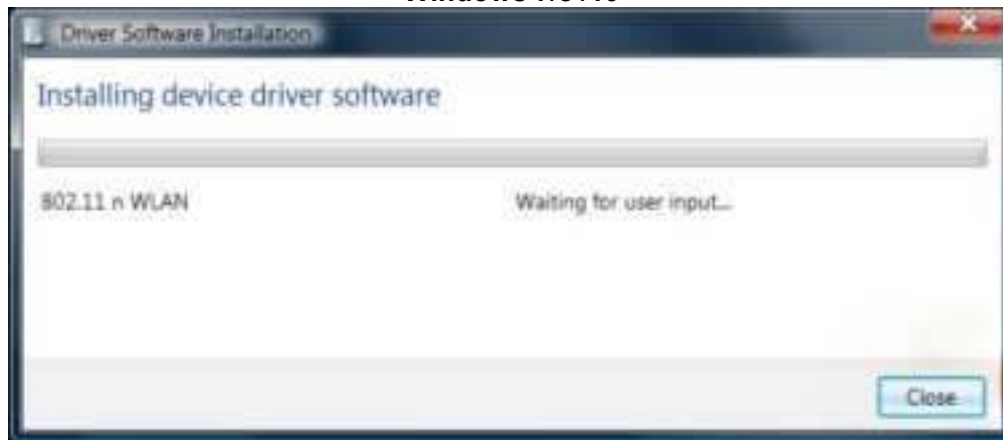 Driver Software Installation
Installing device driver software
802.11 n WLAN Waiting for user input...
Close